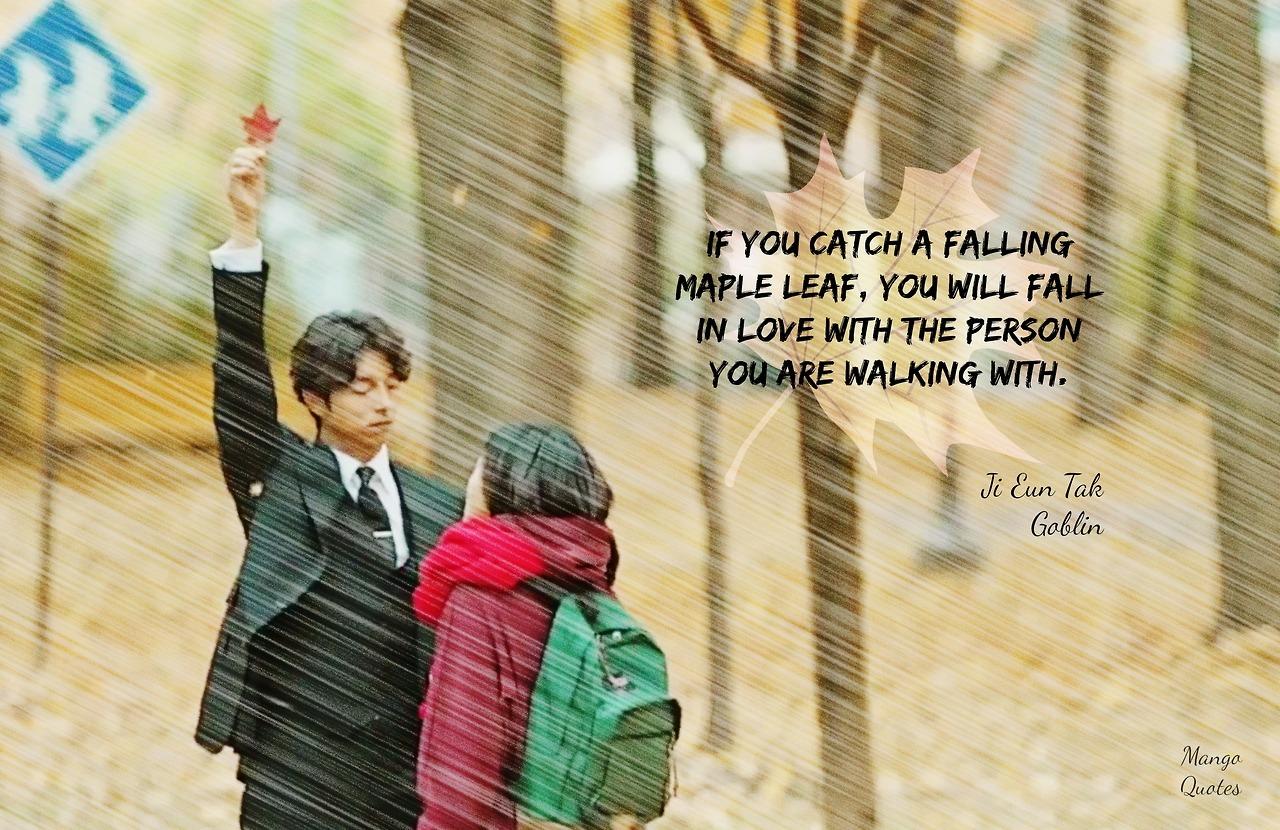 IF YOU CATCH A FALLING
MAPLE LEAF, YOU WILL FALL
IN LOVE WITH THE PERSON
YOU ARE WALKING WITH.
Ji Eun Tak
Goblin
Mango
Quotes